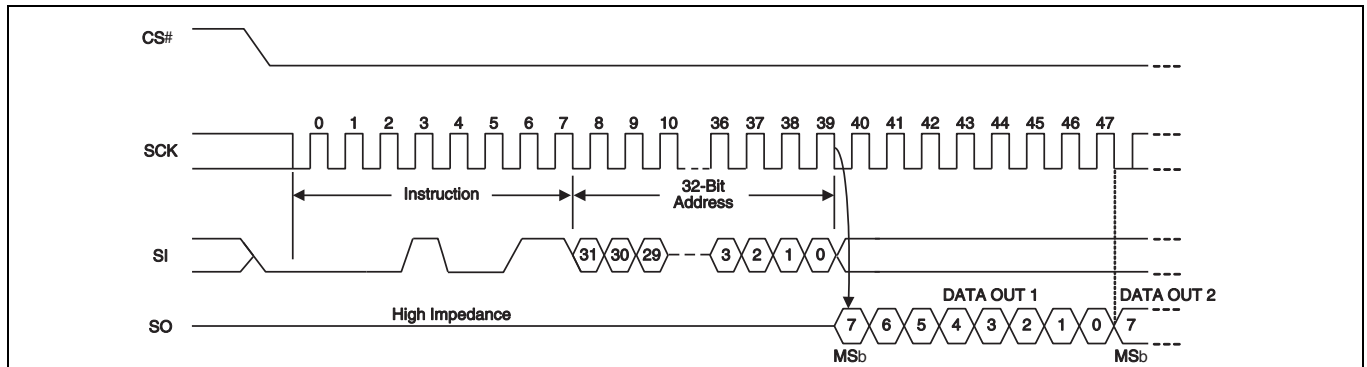 CS#
0 1 2 3 4 5 6 7 8 9 10 36 37 38 39 40 41 42 43 44 45 46 47
SCK
Instruction
32-Bit
Address
SI
31 30 29 3 2 1 0
DATA OUT 1
DATA OUT 2
High Impedance
SO
7 6 5 4 3 2 1 0 7
MSb
MSb